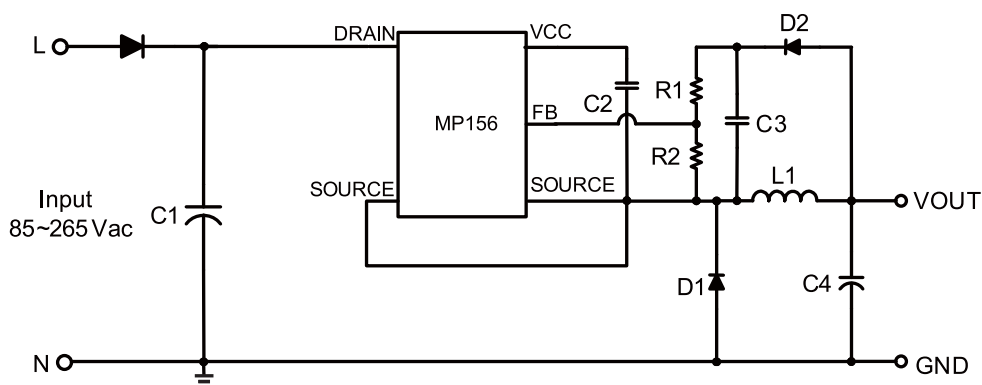 D2
L
DRAIN
VCC
R1
C2
FB
MP156
C3
R2
L1
SOURCE
SOURCE
VOUT
Input
85~265Vac
C1
D1
C4
N
GND